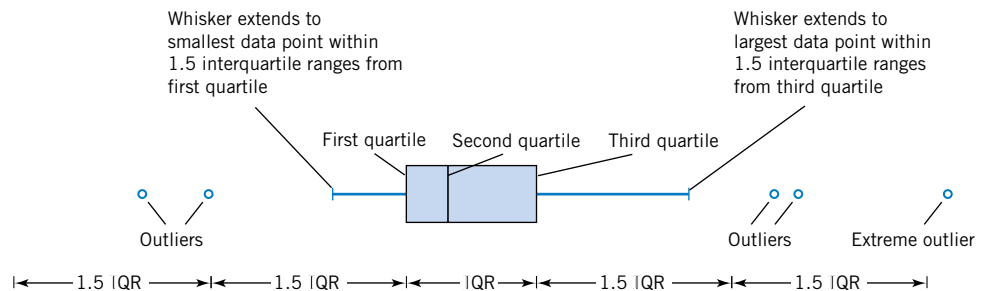 Whisker extends to
smallest data point within
1.5 interquartile ranges from
first quartile
Whisker extends to
largest data point within
1.5 interquartile ranges
from third quartile
First quartile
Second quartile
Third quartile
Outliers
Outliers
Extreme outlier
1.5 IQR
1.5 IQR
IQR
1.5 IQR
1.5 IQR